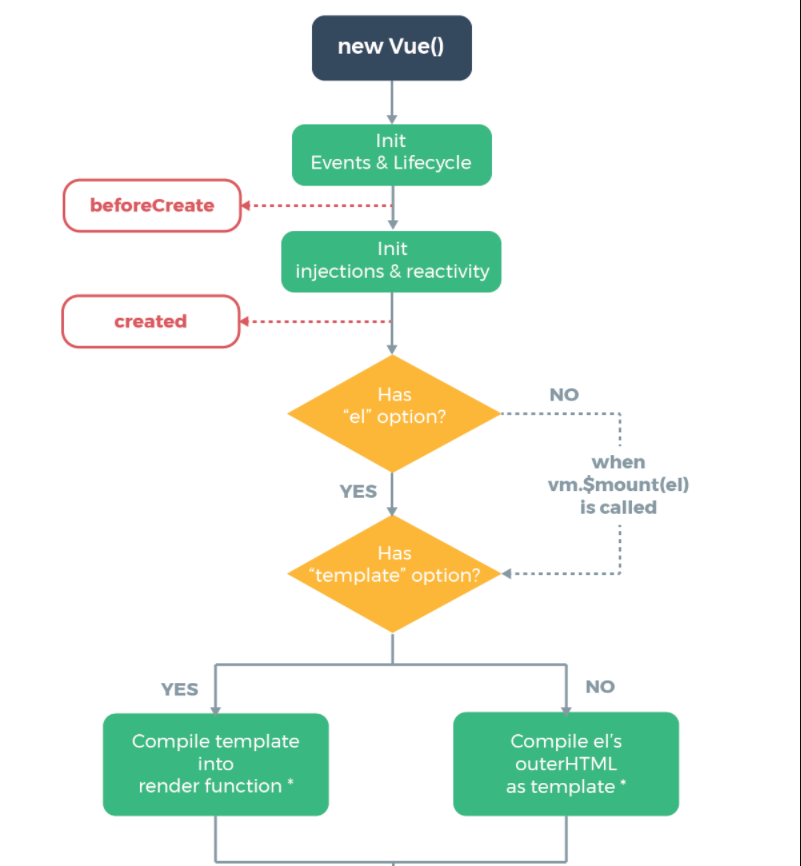 new Vue()
Init
Events & Lifecycle
beforeCreate
Init
injections & reactivity
created
Has
“el” option?
NO
when
vm.$mount(el)
is called
YES
Has
“template” option?
YES
NO
Compile template
into
render function *
Compile el’s
outerHTML
as template *